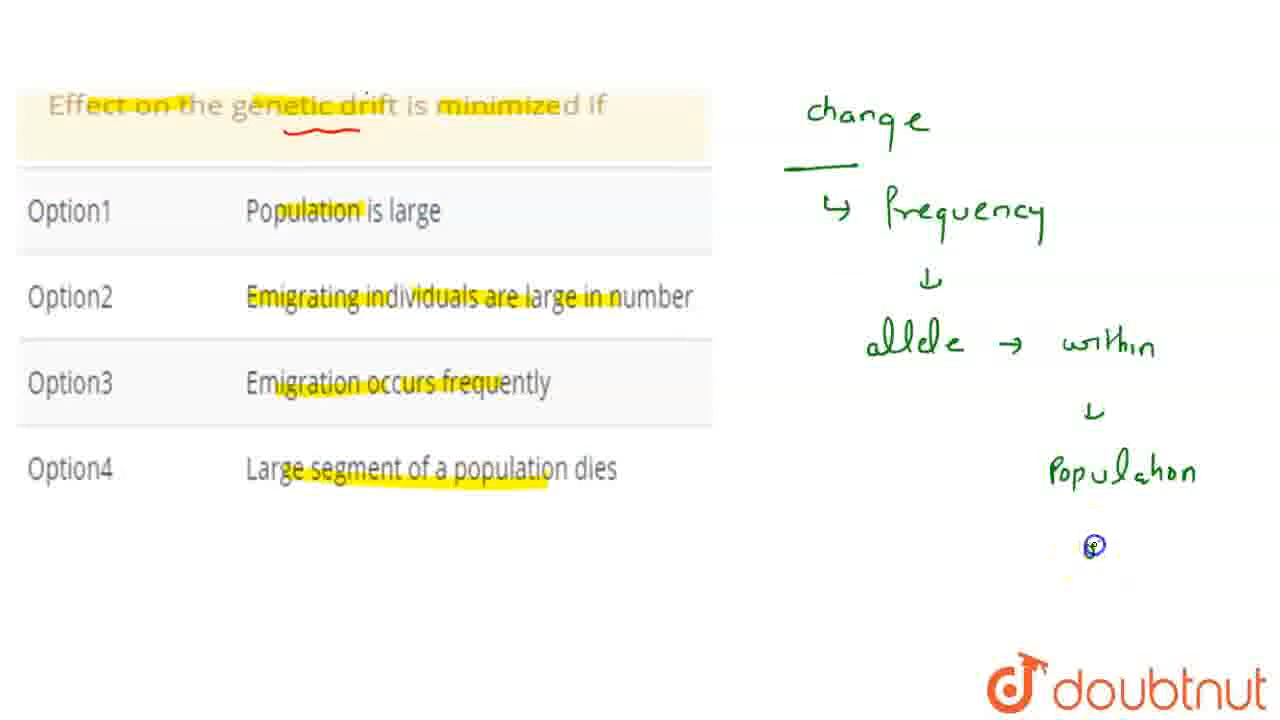 Effect on the genetic drift is minimized if
Option1 Population is large
Option2 Emigrating individuals are large in number
Option3 Emigration occurs frequently
Option4 Large segment of a population dies
change
↳ frequency
↓
allele → within
↓
Population
doubtnut